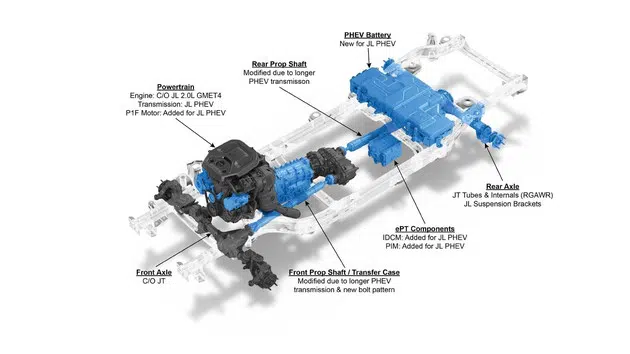 PHEV Battery
New for JL PHEV
Rear Prop Shaft
Modified due to longer
PHEV transmisson
Powertrain
Engine: C/O JL 2.0L GMET4
Transmission: JL PHEV
P1F Motor: Added for JL PHEV
Rear Axle
JT Tubes & Internals (RGAWR)
JL Suspension Brackets
ePT Components
IDCM: Added for JL PHEV
PIM: Added for JL PHEV
Front Axle
C/O JT
Front Prop Shaft / Transfer Case
Modified due to longer PHEV
transmission & new bolt pattern